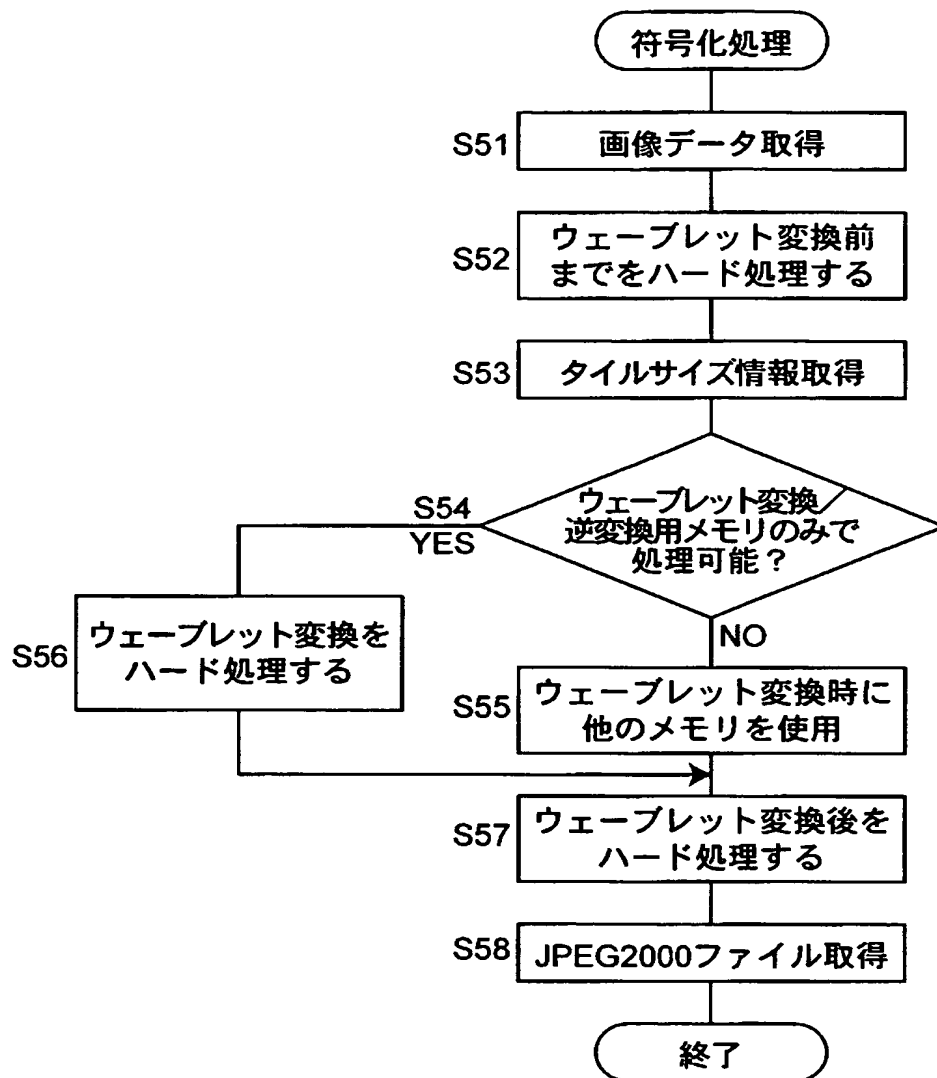 符号化処理
S51
画像データ取得
S52
ウェーブレット変換前
までをハード処理する
S53
タイルサイズ情報取得
S54
YES
ウェーブレット変換/
逆変換用メモリのみで
処理可能?
NO
S56
ウェーブレット変換を
ハード処理する
S55
ウェーブレット変換時に
他のメモリを使用
S57
ウェーブレット変換後を
ハード処理する
S58
JPEG2000ファイル取得
終了